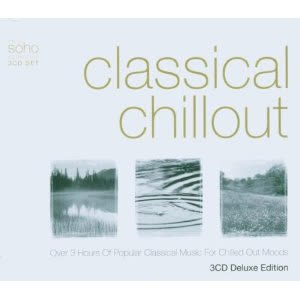 soho
3CD SET
classical
chillout
Over 3 Hours Of Popular Classical Music For Chilled Out Moods
3CD Deluxe Edition